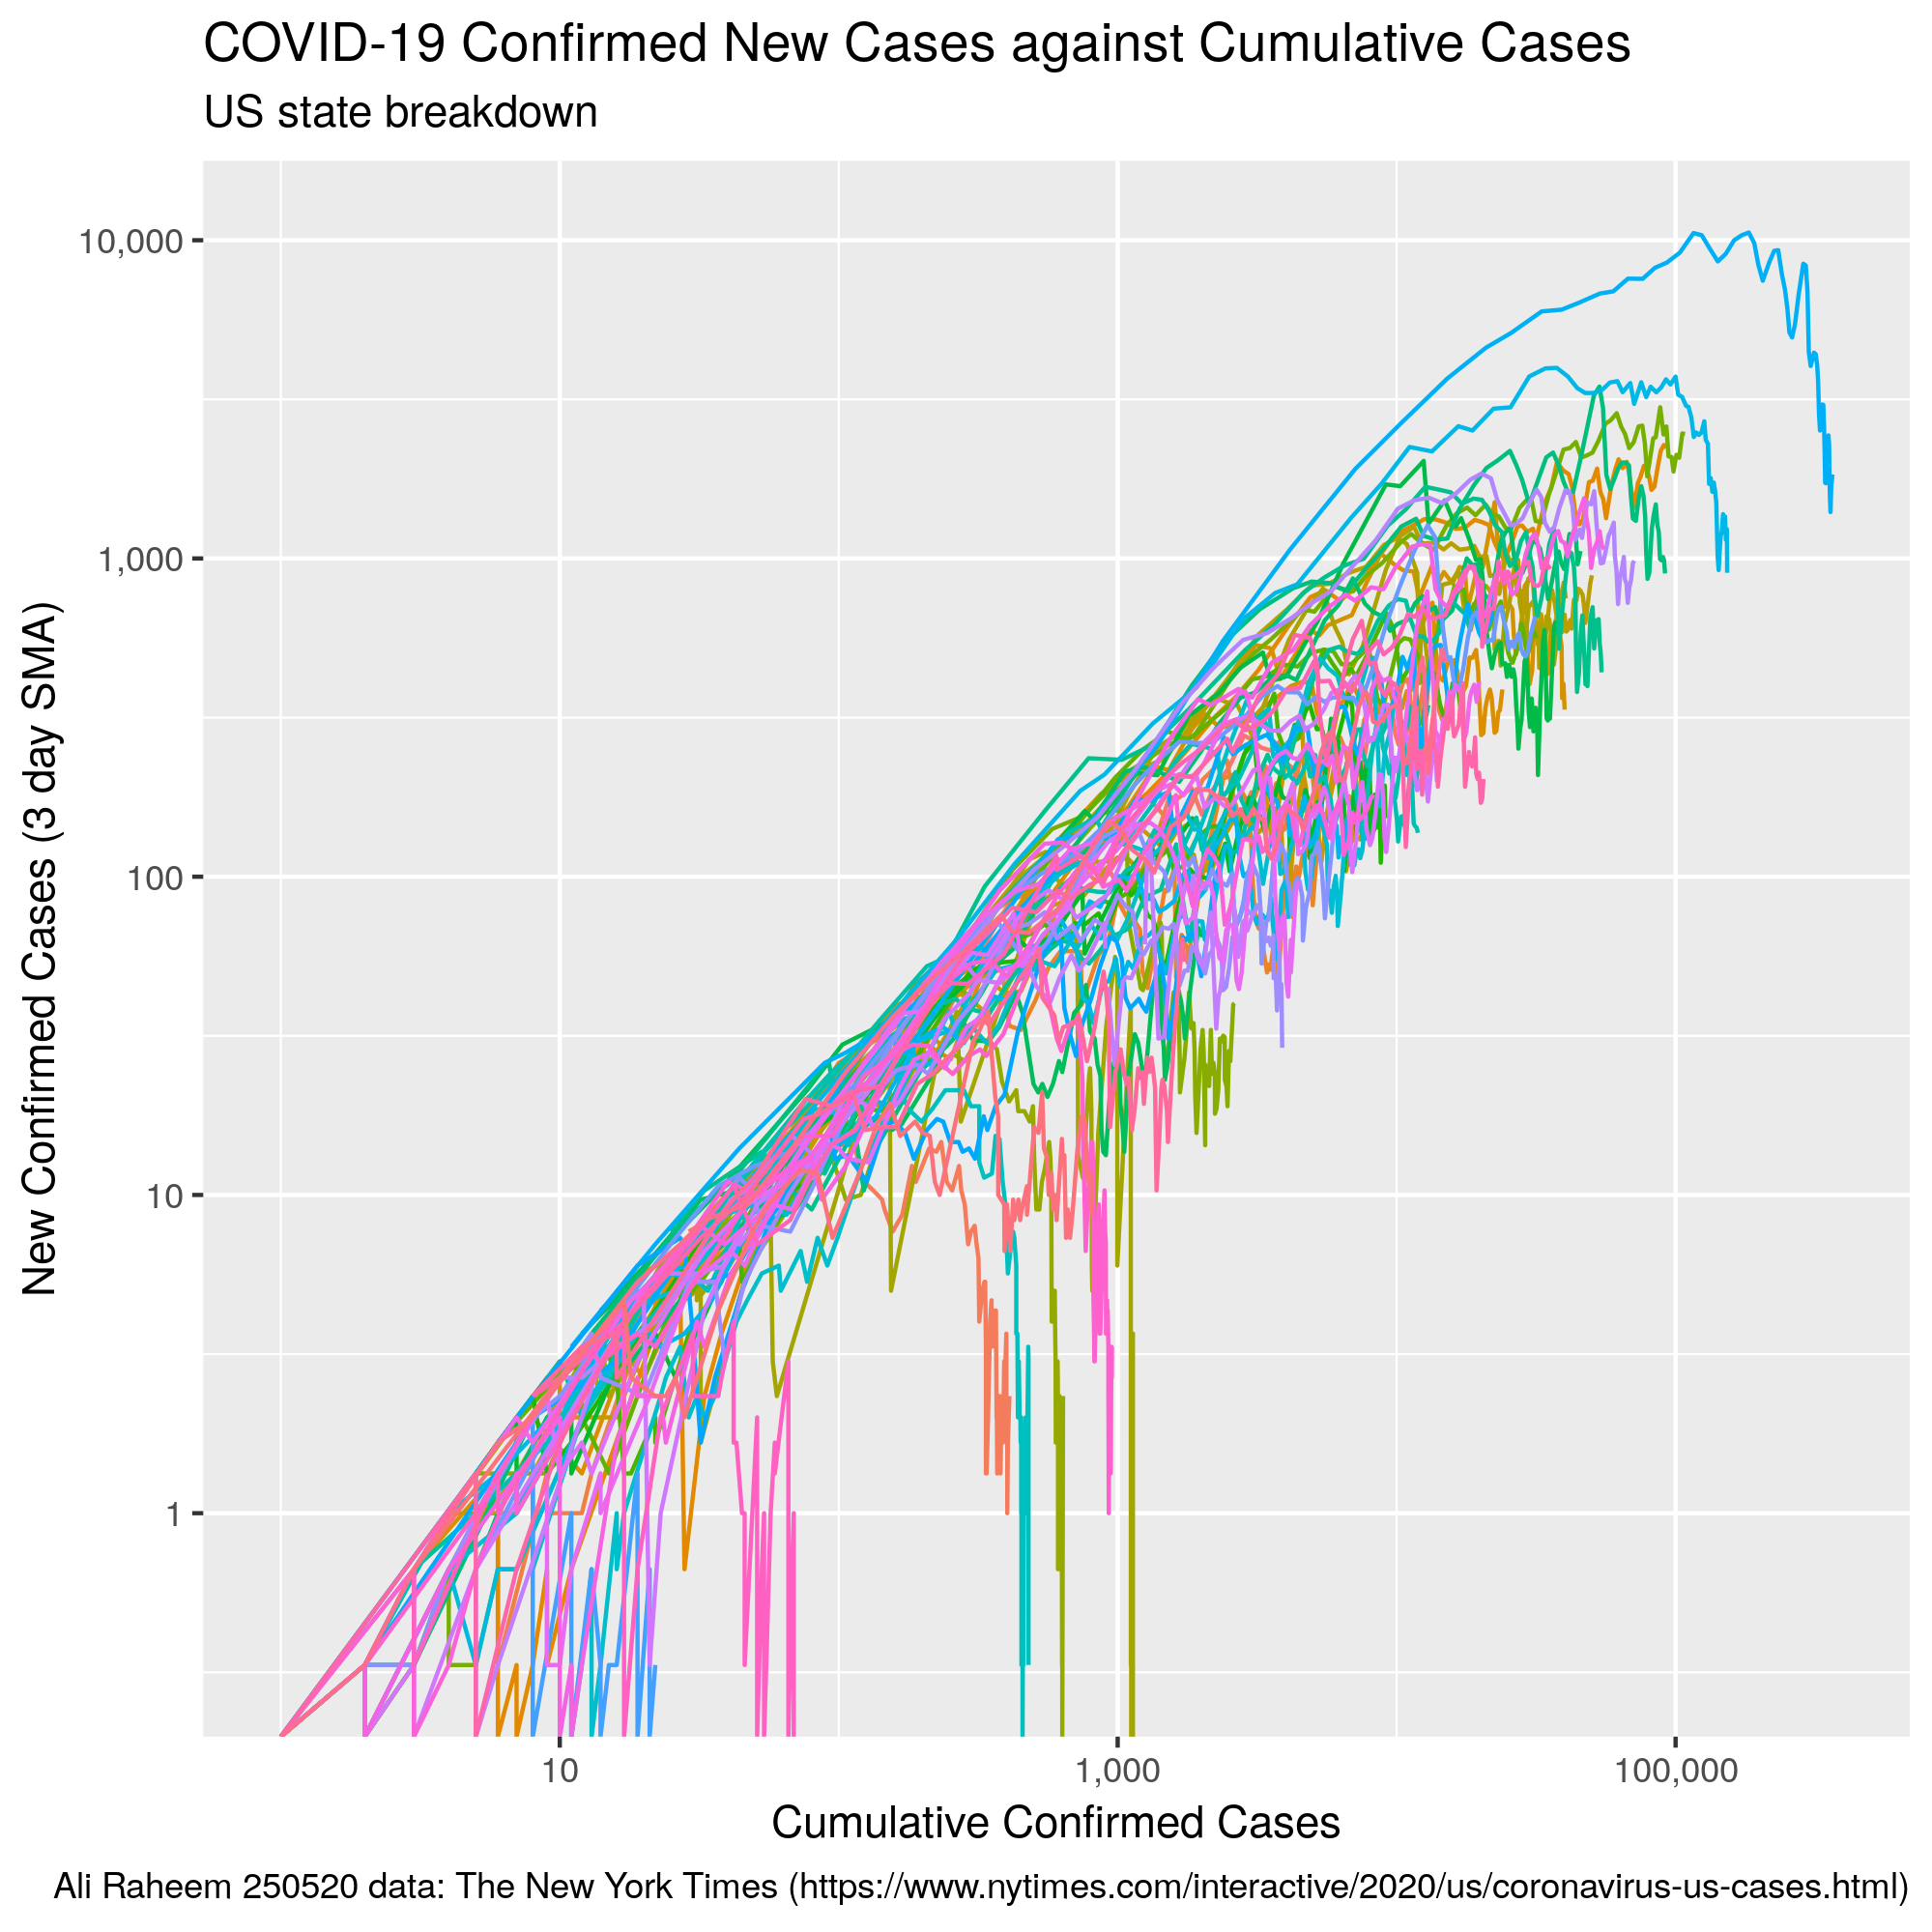 COVID-19 Confirmed New Cases against Cumulative Cases
US state breakdown
New Confirmed Cases (3 day SMA)
10,000
1,000
100
10
1
10
1,000
100,000
Cumulative Confirmed Cases
Ali Raheem 250520 data: The New York Times (https://www.nytimes.com/interactive/2020/us/coronavirus-us-cases.html)